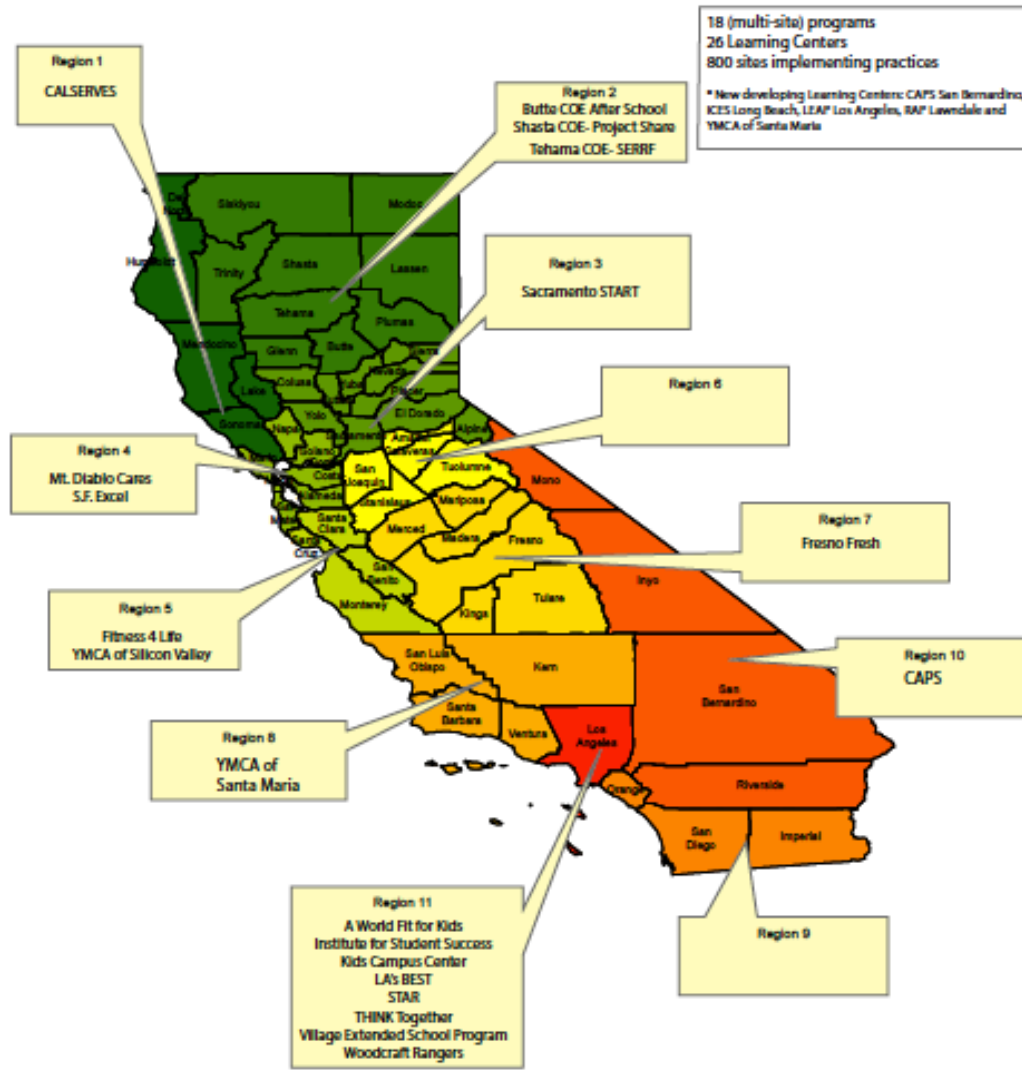 18 (multi-site) programs
26 Learning Centers
800 sites implementing practices
* New developing Learning Centers: CAPS San Bernardino,
ICES Long Beach, LEAP Los Angeles, RAP Lawndale and
YMCA of Santa Maria
Region 1
CALSERVES
Region 2
Butte COE After School
Shasta COE- Project Share
Tehama COE- SERRF
Region 3
Sacramento START
Region 6
Region 4
Mt. Diablo Cares
S.F. Excel
Region 7
Fresno Fresh
Region 5
Fitness 4 Life
YMCA of Silicon Valley
Region 10
CAPS
Region 8
YMCA of
Santa Maria
Region 11
A World Fit for Kids
Institute for Student Success
Kids Campus Center
LA's BEST
STAR
THINK Together
Village Extended School Program
Woodcraft Rangers
Region 9
Siskiyou
Modoc
Humboldt
Trinity
Shasta
Lassen
Tehama
Plumas
Mendocino
Glenn
Butte
Sierra
Lake
Colusa
Yuba
Nevada
Placer
Sonoma
Napa
Yolo
El Dorado
Sacramento
Amador
Alpine
Solano
Calaveras
San
Joaquin
Tuolumne
Mono
Alameda
Stanislaus
Mariposa
Santa
Clara
Merced
Madera
Fresno
Santa
Cruz
San
Benito
Inyo
Monterey
Kings
Tulare
San Luis
Obispo
Kern
San
Bernardino
Santa
Barbara
Ventura
Los
Angeles
Orange
Riverside
San
Diego
Imperial